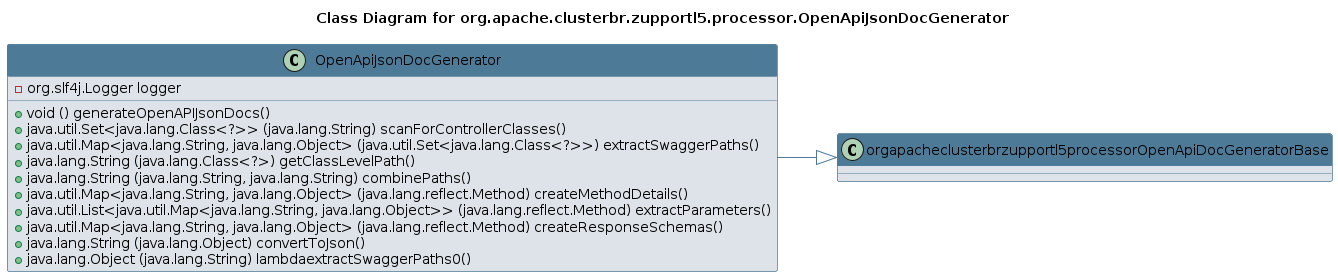 Class Diagram for org.apache.clusterbr.zupportl5.processor.OpenApiJsonDocGenerator
C OpenApiJsonDocGenerator
org.slf4j.Logger logger
void () generateOpenAPIJsonDocs()
java.util.Set<java.lang.Class<?>> (java.lang.String) scanForControllerClasses()
java.util.Map<java.lang.String, java.lang.Object> (java.util.Set<java.lang.Class<?>>) extractSwaggerPaths()
java.lang.String (java.lang.Class<?>) getClassLevelPath()
java.lang.String (java.lang.String, java.lang.String) combinePaths()
java.util.Map<java.lang.String, java.lang.Object> (java.lang.reflect.Method) createMethodDetails()
java.util.List<java.util.Map<java.lang.String, java.lang.Object>> (java.lang.reflect.Method) extractParameters()
java.util.Map<java.lang.String, java.lang.Object> (java.lang.reflect.Method) createResponseSchemas()
java.lang.String (java.lang.Object) convertToJson()
java.lang.Object (java.lang.String) lambdaextractSwaggerPaths0()
C orgapacheclusterbrzupportl5processorOpenApiDocGeneratorBase